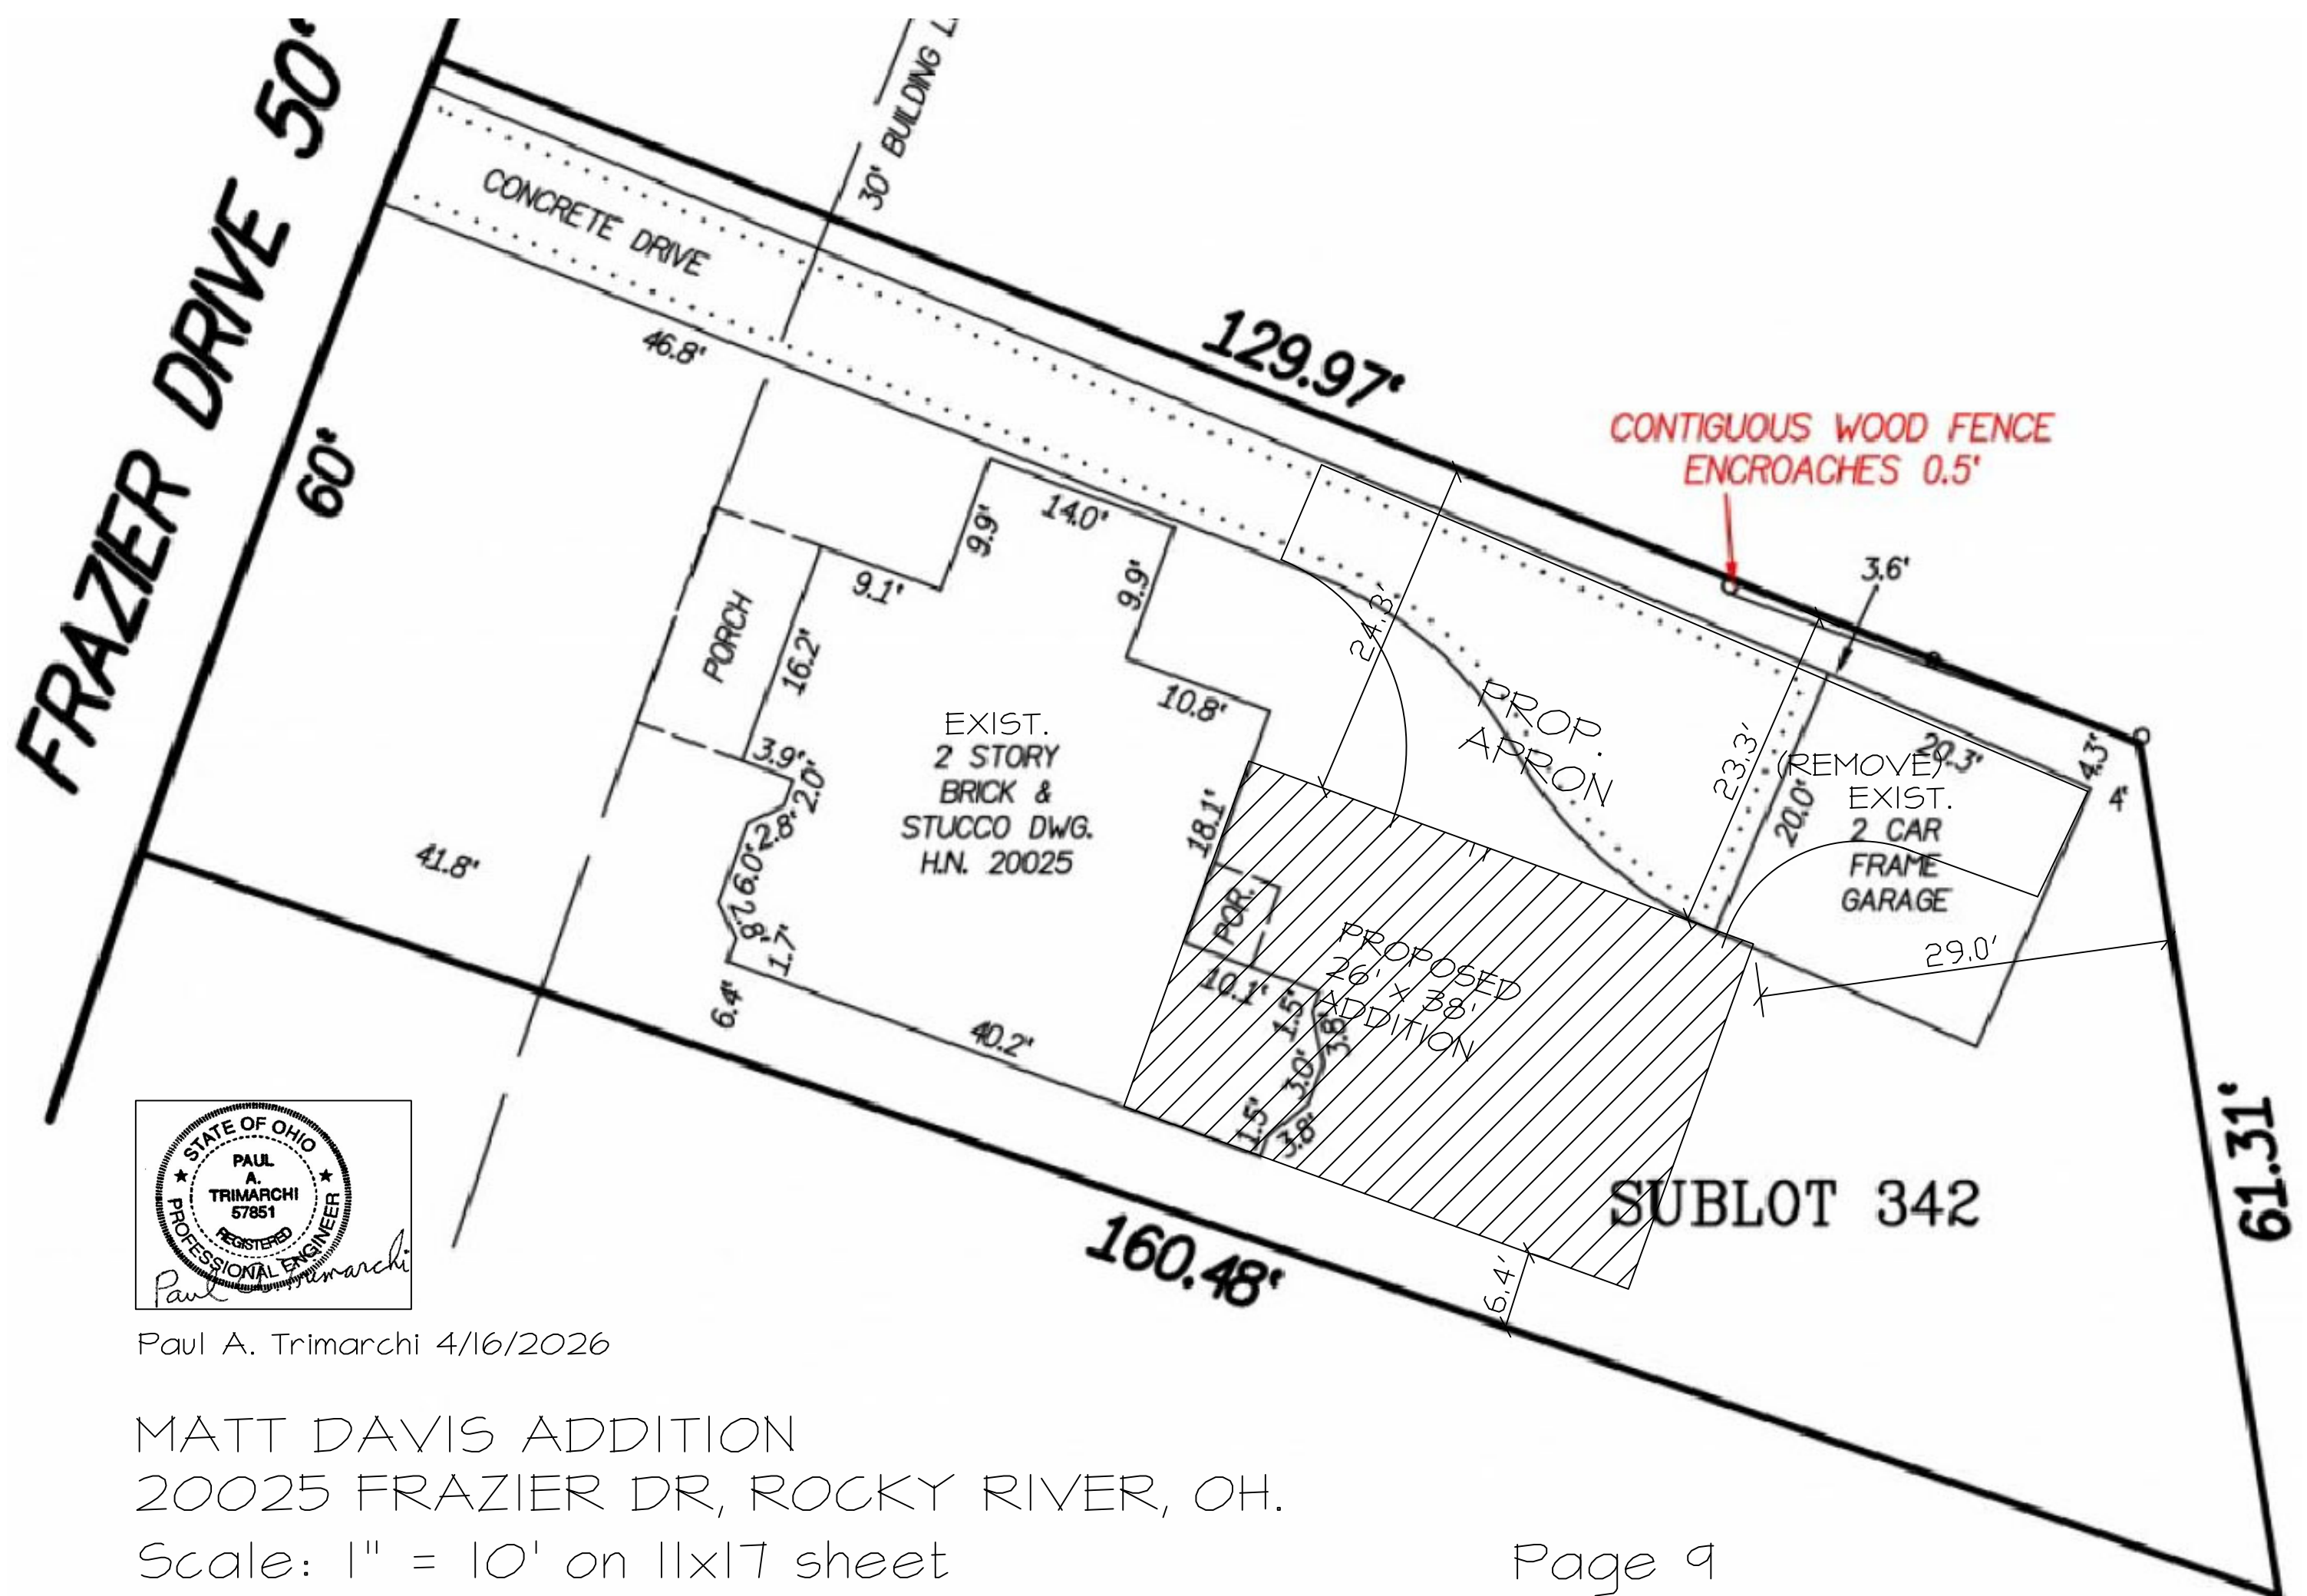 FRAZIER DRIVE 50'
60'
30' BUILDING L
CONCRETE DRIVE
46.8'
129.97'
CONTIGUOUS WOOD FENCE
ENCROACHES 0.5'
3.6'
14.0'
9.9'
9.9'
9.1'
PORCH
16.2'
10.8'
24.3'
PROP.
APRON
23.3'
20.0'
(REMOVE)
20.3'
4.3'
4'
EXIST.
2 CAR
FRAME
GARAGE
29.0'
EXIST.
2 STORY
BRICK &
STUCCO DWG.
H.N. 20025
3.9'
2.0'
2.8'
6.0'
2.8'
1.7'
18.1'
POR.
PROPOSED
26' X 38'
ADDITION
10.1'
1.5'
3.8'
3.0'
1.5'
3.8'
41.8'
6.4'
40.2'
SUBLOT 342
61.31'
6.4'
160.48'
STATE OF OHIO
PAUL
A.
TRIMARCHI
57851
REGISTERED
PROFESSIONAL ENGINEER
Paul A. Trimarchi
Paul A. Trimarchi 4/16/2026
MATT DAVIS ADDITION
20025 FRAZIER DR, ROCKY RIVER, OH.
Scale: 1" = 10' on 11x17 sheet
Page 9